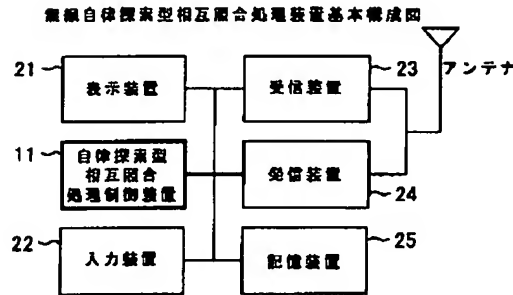 無線自律探索型相互照合処理装置基本構成図
21
表示装置
23
受信装置
アンテナ
11
自律探索型
相互照合
処理制御装置
発信装置
24
22
入力装置
25
記憶装置